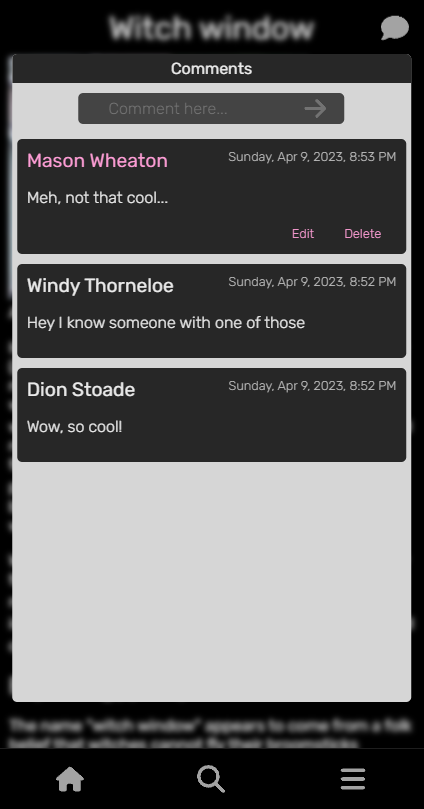 Witch window
Comments
Comment here...
Mason Wheaton
Sunday, Apr 9, 2023, 8:53 PM
Meh, not that cool...
Edit
Delete
Windy Thorneloe
Sunday, Apr 9, 2023, 8:52 PM
Hey I know someone with one of those
Dion Stoade
Sunday, Apr 9, 2023, 8:52 PM
Wow, so cool!
The name "witch window" appears to come from a folk
belief that witches cannot fly their broomsticks